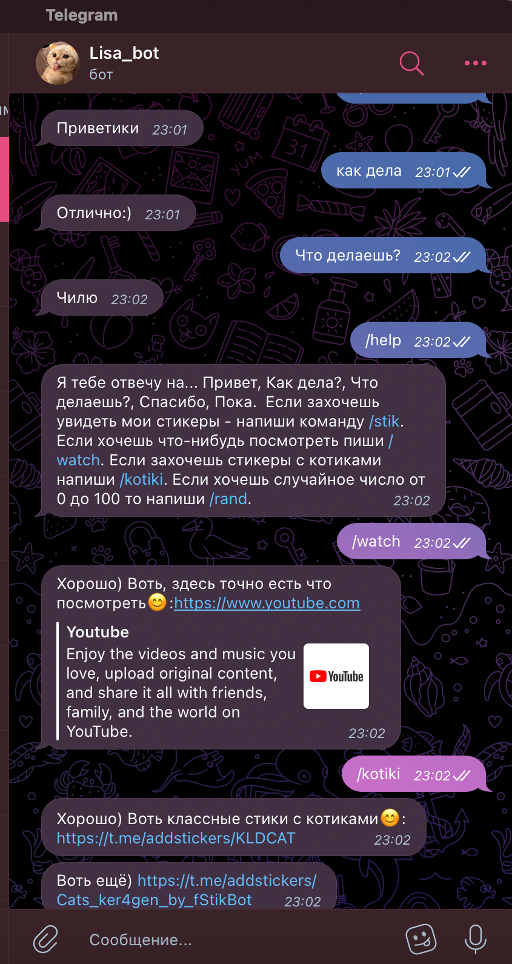 Telegram
Lisa_bot
бот
Приветики 23:01
как дела 23:01
Отлично:) 23:01
Что делаешь? 23:02
Чилю 23:02
/help 23:02
Я тебе отвечу на... Привет, Как дела?, Что
делаешь?, Спасибо, Пока. Если захочешь
увидеть мои стикеры - напиши команду /stik.
Если хочешь что-нибудь посмотреть пиши /
watch. Если захочешь стикеры с котиками
напиши /kotiki. Если хочешь случайное число от
0 до 100 то напиши /rand.
23:02
/watch 23:02
Хорошо) Воть, здесь точно есть что
посмотреть😊:https://www.youtube.com
Youtube
Enjoy the videos and music you
love, upload original content,
and share it all with friends,
family, and the world on
YouTube.
YouTube
23:02
/kotiki 23:02
Хорошо) Воть классные стики с котиками😊:
https://t.me/addstickers/KLDCAT 23:02
Воть ещё) https://t.me/addstickers/
Cats_ker4gen_by_fStikBot 23:02
Сообщение...